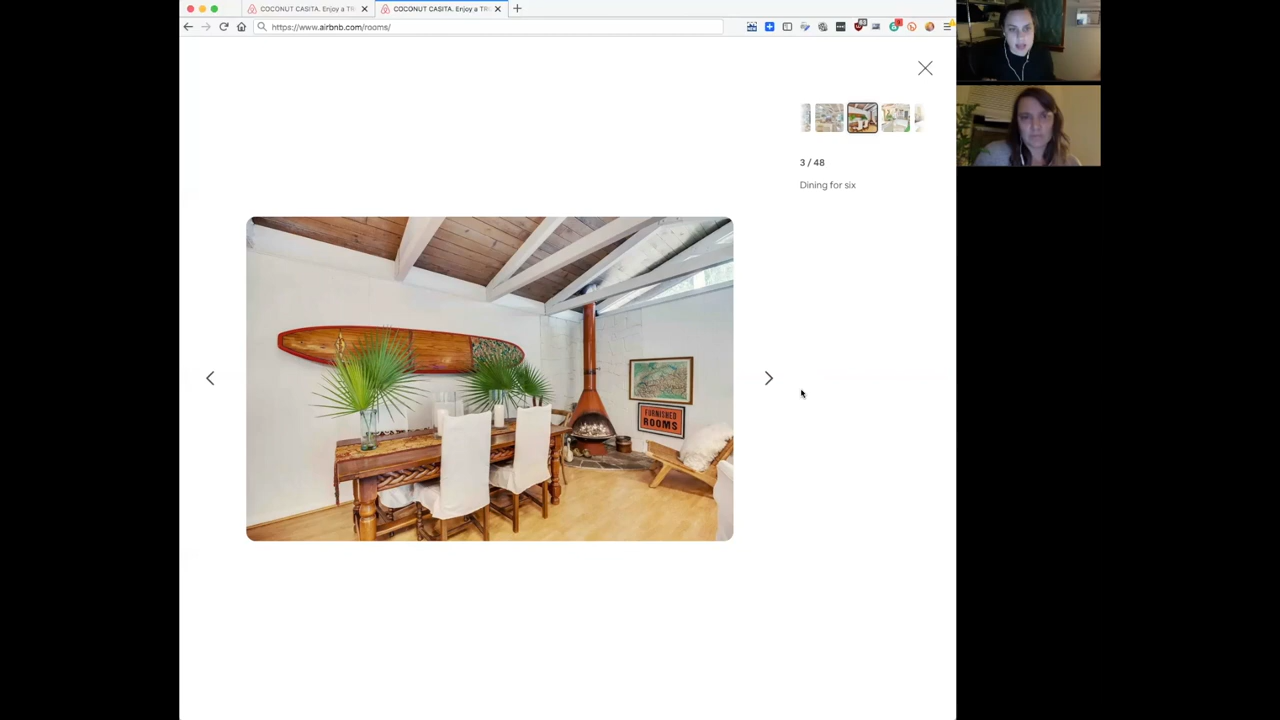 COCONUT CASITA. Enjoy a TR
COCONUT CASITA. Enjoy a TR
https://www.airbnb.com/rooms/
3 / 48
Dining for six
FURNISHED
ROOMS